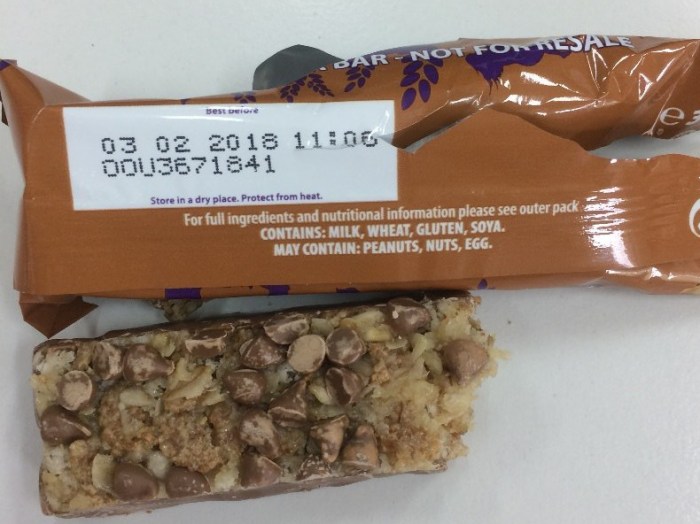 BAR - NOT FOR RESALE
Best before
03 02 2018 11:06
OOU3671841
Store in a dry place. Protect from heat.
For full ingredients and nutritional information please see outer pack
CONTAINS: MILK, WHEAT, GLUTEN, SOYA.
MAY CONTAIN: PEANUTS, NUTS, EGG.
e